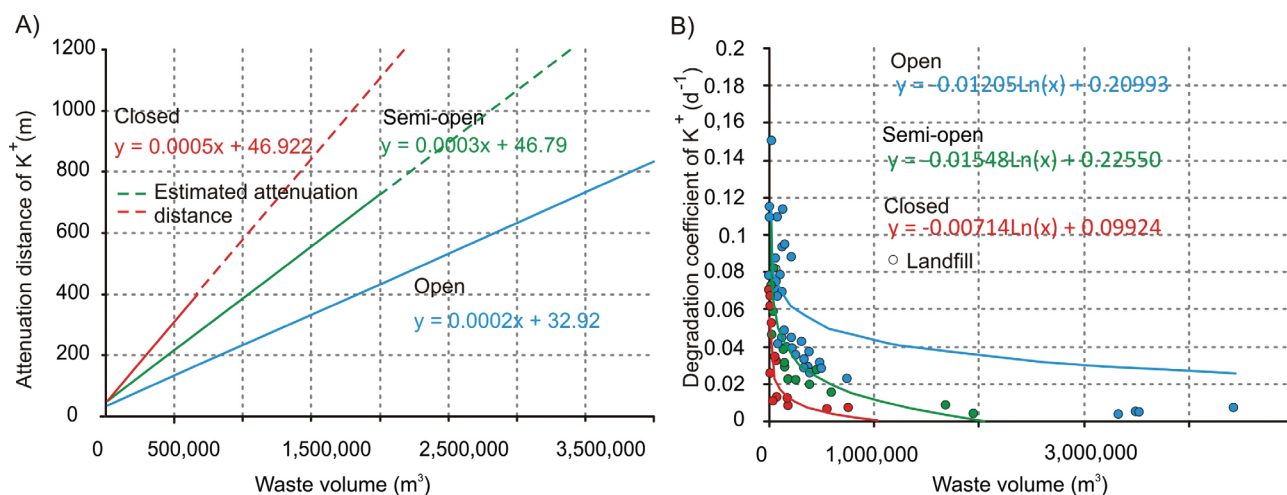 A)
1200
1000
800
600
400
200
0
Attenuation distance of K+(m)
Closed
y = 0.0005x + 46.922
Semi-open
y = 0.0003x + 46.79
Estimated attenuation
distance
Open
y = 0.0002x + 32.92
0 500,000 1,500,000 2,500,000 3,500,000
Waste volume (m³)
B)
0.2
0.18
0,16
0.14
0.12
0.1
0.08
0.06
0.04
0.02
0
Degradation coefficient of K+(d⁻¹)
Open
y = -0.01205Ln(x) + 0.20993
Semi-open
y = -0.01548Ln(x) + 0.22550
Closed
y = -0.00714Ln(x) + 0.09924
Landfill
0 1,000,000 3,000,000
Waste volume (m³)